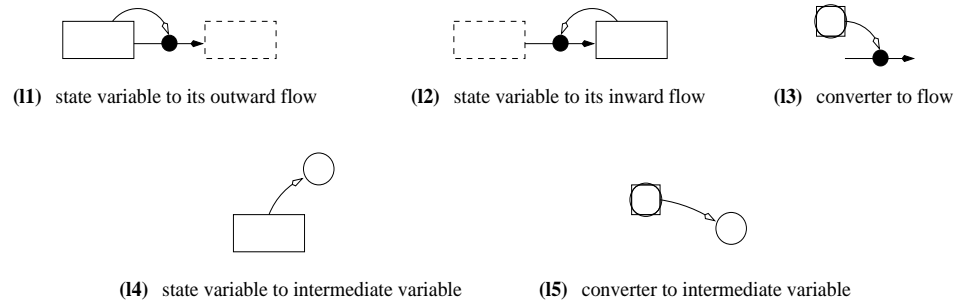 (l1) state variable to its outward flow
(l2) state variable to its inward flow
(l3) converter to flow
(l4) state variable to intermediate variable
(l5) converter to intermediate variable